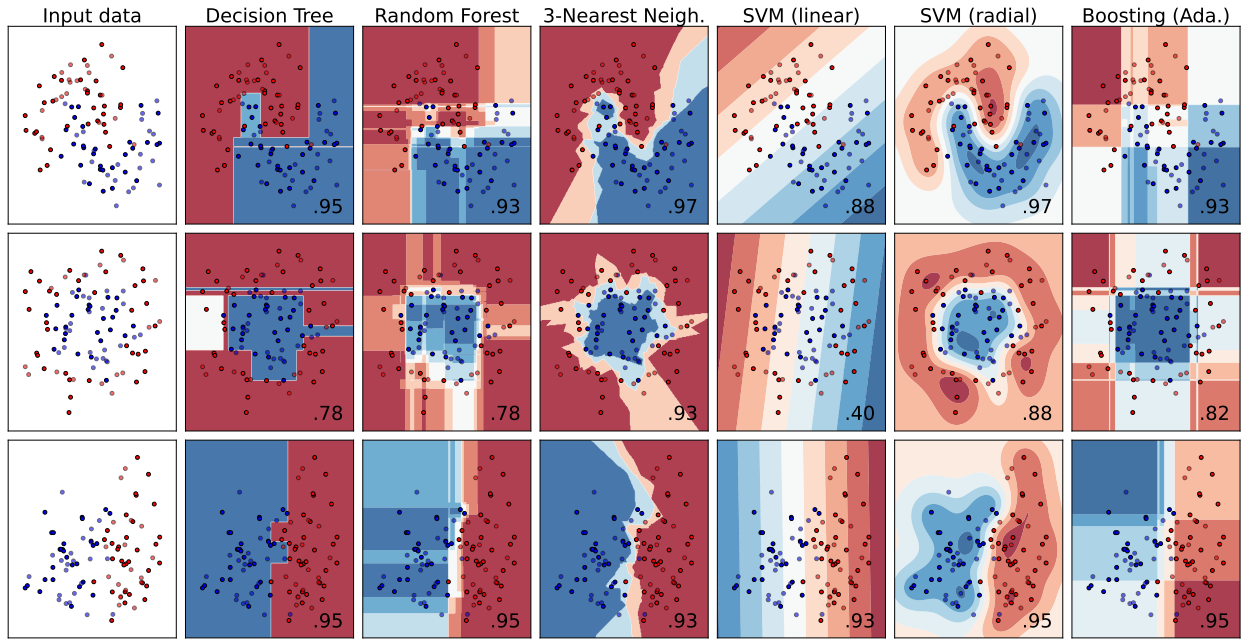 Input data
Decision Tree
Random Forest
3-Nearest Neigh.
SVM (linear)
SVM (radial)
Boosting (Ada.)
.95
.93
.97
.88
.97
.93
.78
.78
.93
.40
.88
.82
.95
.95
.93
.93
.95
.95